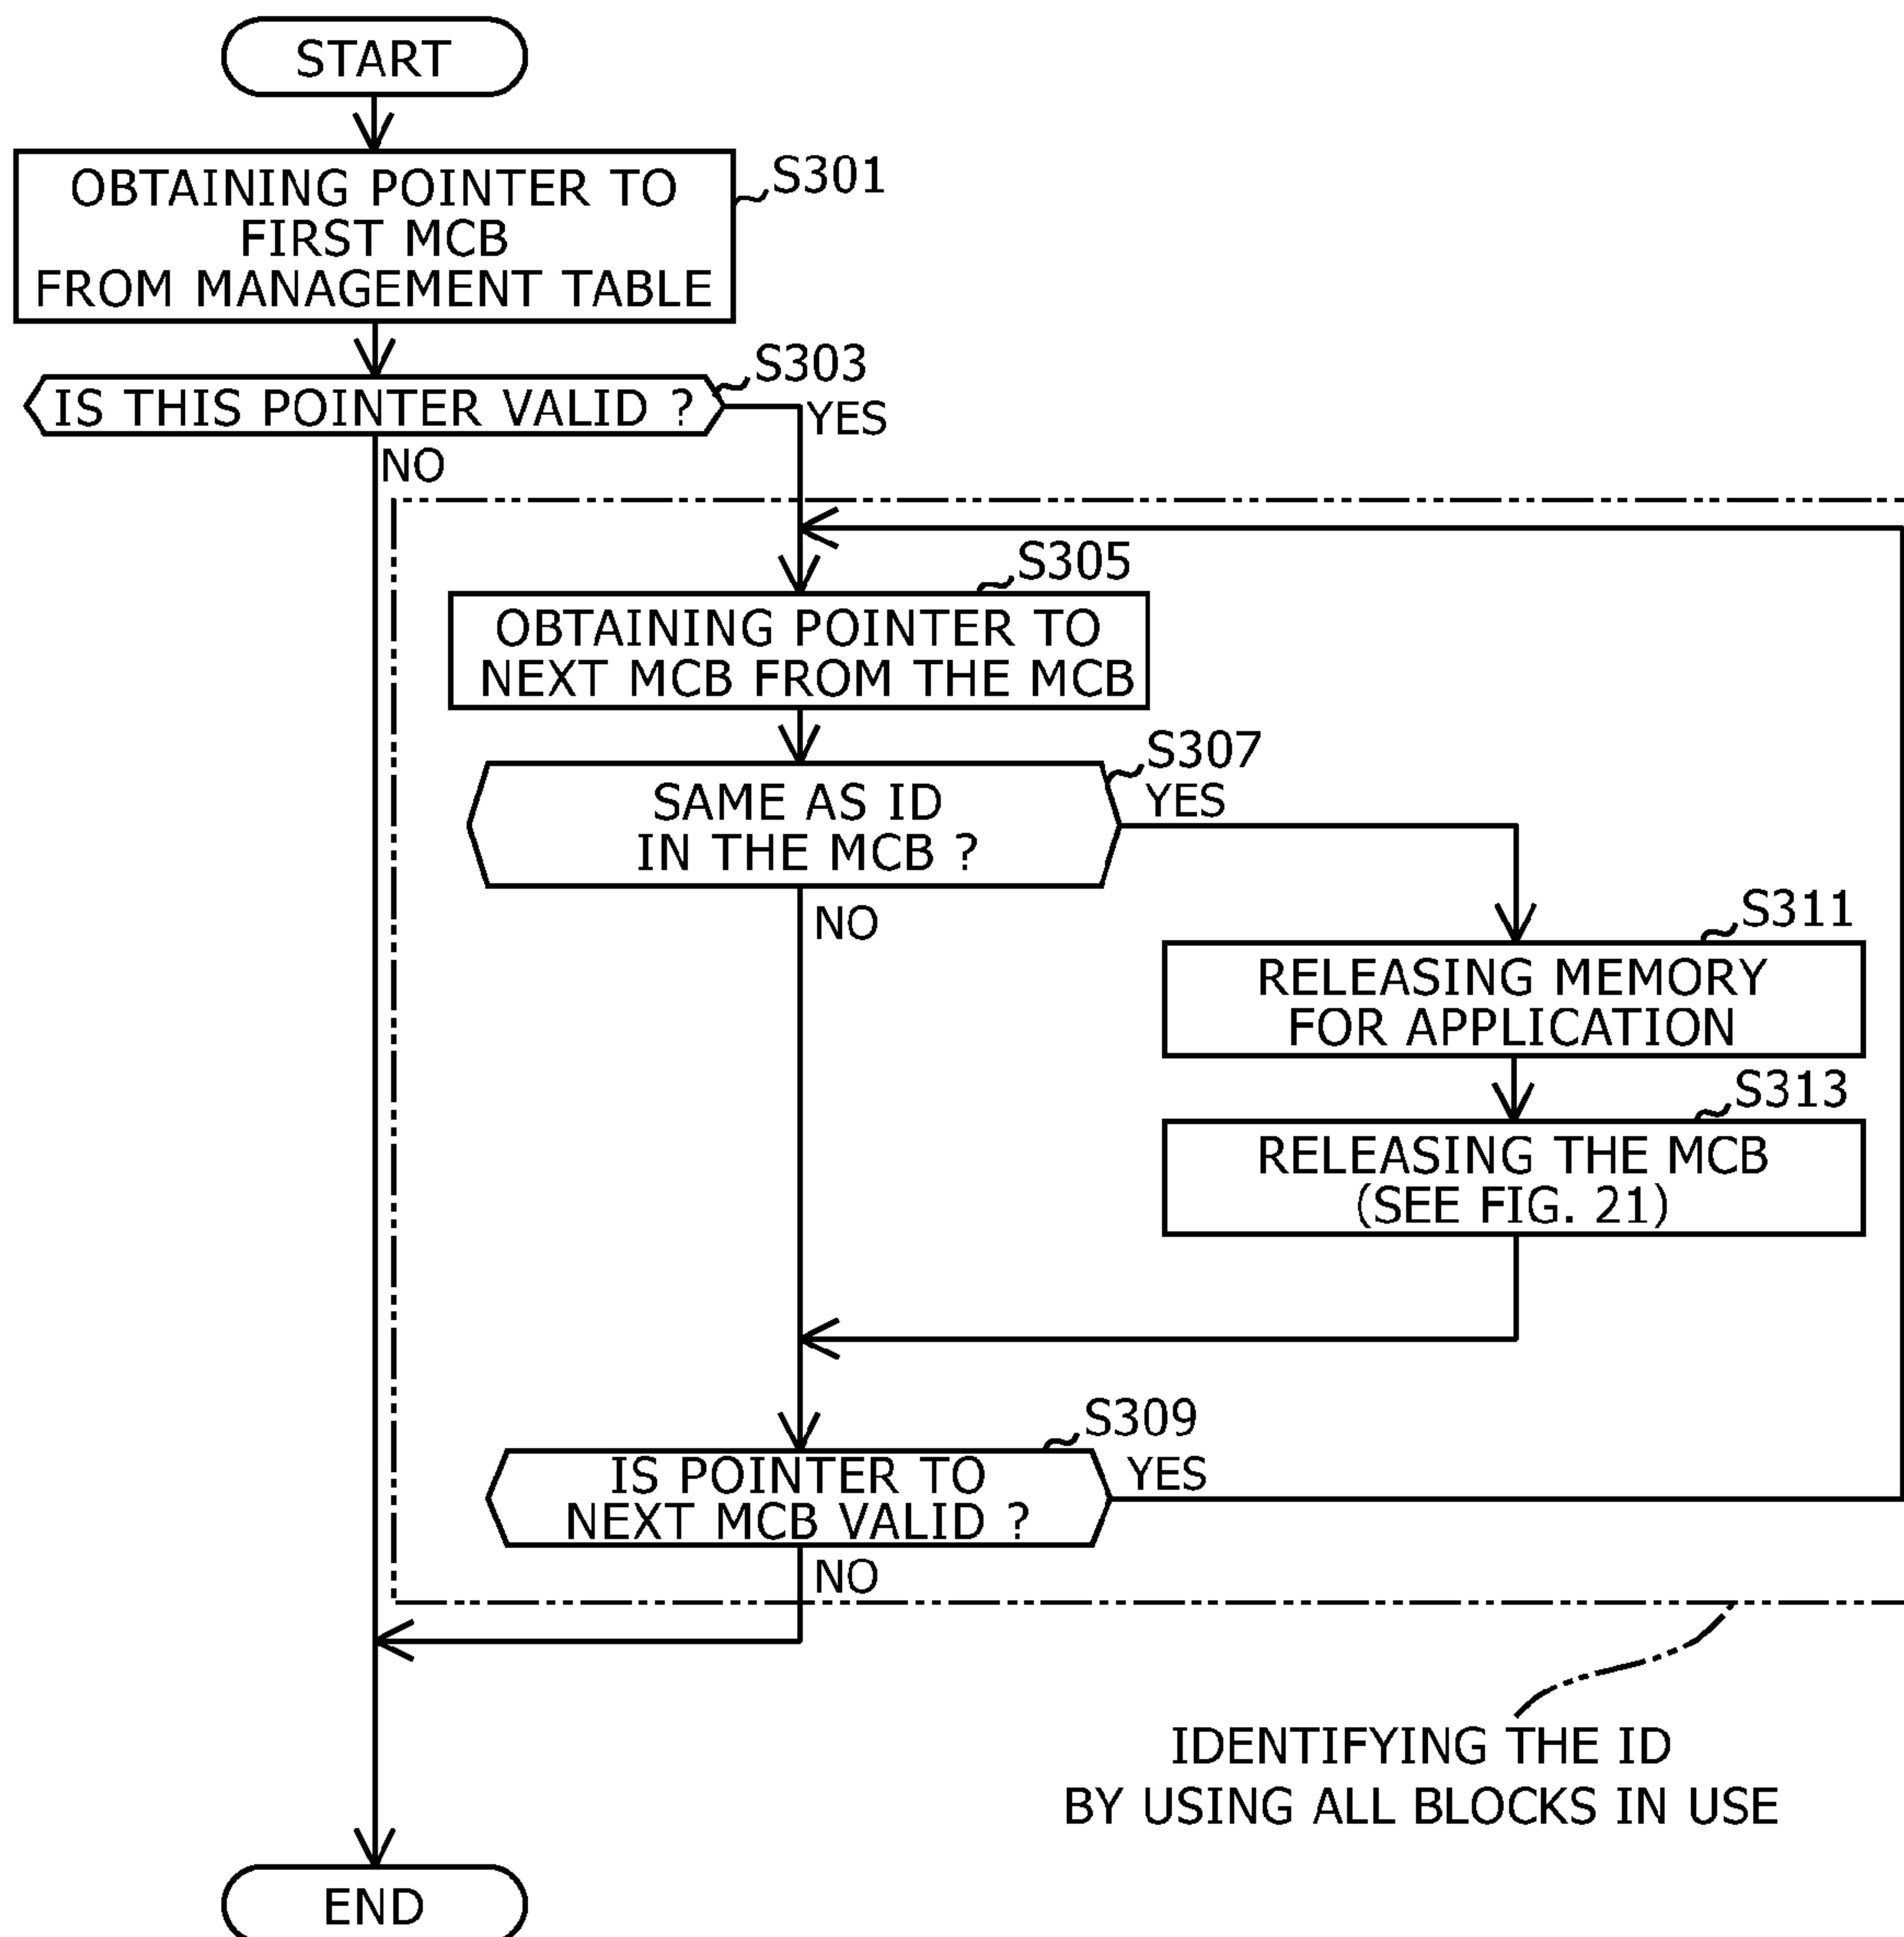 START
OBTAINING POINTER TO
FIRST MCB
FROM MANAGEMENT TABLE
S301
IS THIS POINTER VALID ?
S303
YES
NO
S305
OBTAINING POINTER TO
NEXT MCB FROM THE MCB
S307
SAME AS ID
IN THE MCB ?
YES
NO
S311
RELEASING MEMORY
FOR APPLICATION
S313
RELEASING THE MCB
(SEE FIG. 21)
S309
IS POINTER TO
NEXT MCB VALID ?
YES
NO
IDENTIFYING THE ID
BY USING ALL BLOCKS IN USE
END